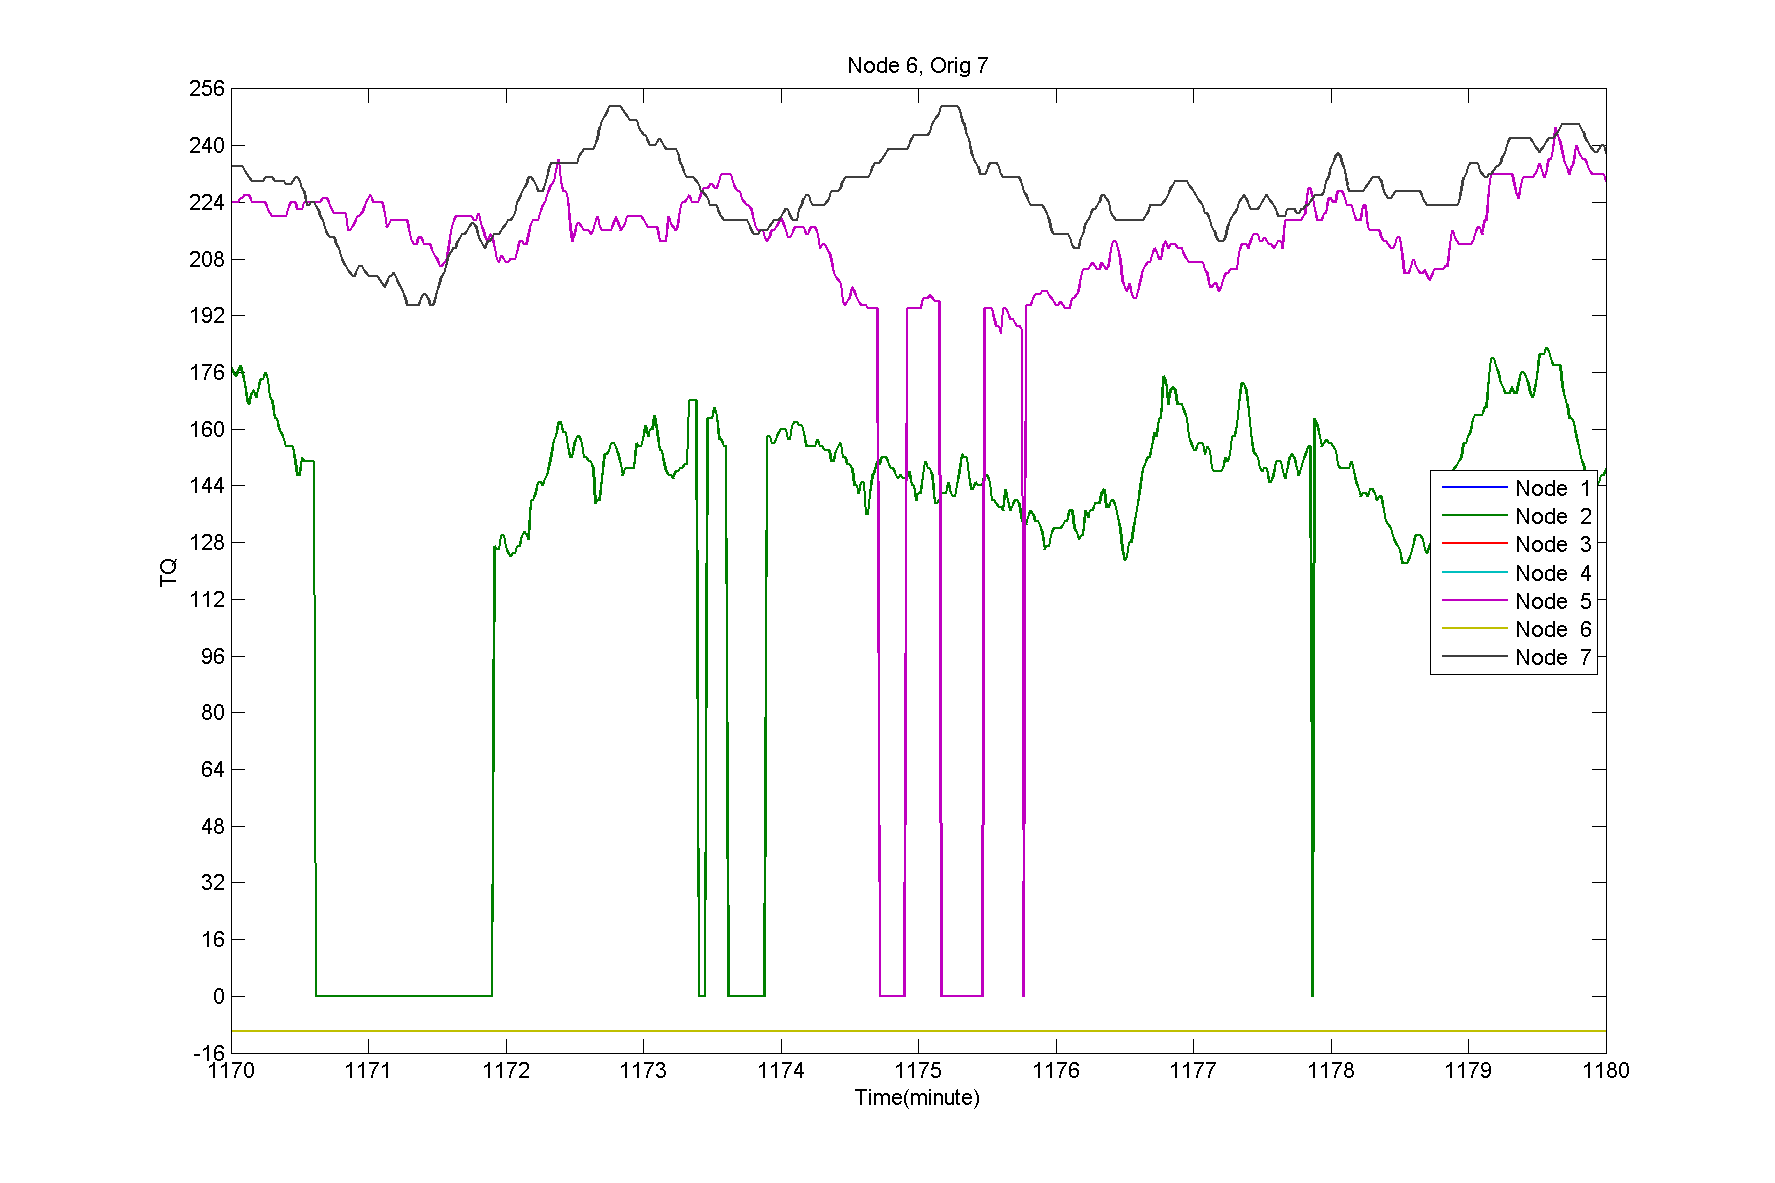 Node 6, Orig 7
256
240
224
208
192
176
160
144
128
112
96
80
64
48
32
16
0
-16
TQ
Node 1
Node 2
Node 3
Node 4
Node 5
Node 6
Node 7
1170 1171 1172 1173 1174 1175 1176 1177 1178 1179 1180
Time(minute)